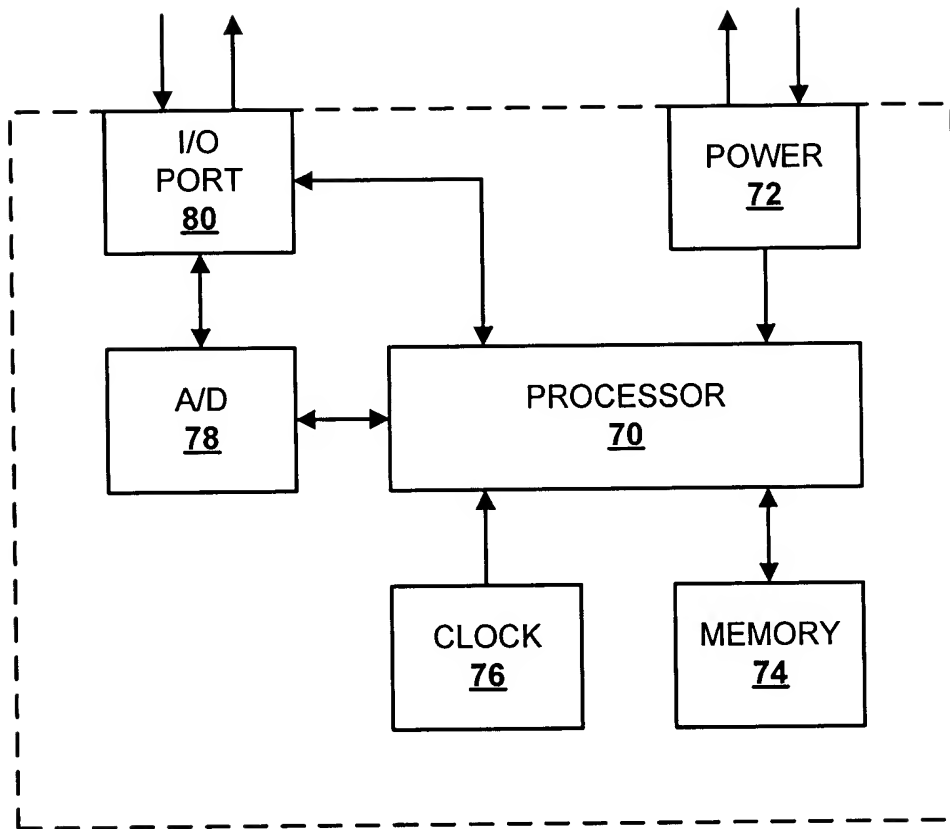 I/O
PORT
80
POWER
72
A/D
78
PROCESSOR
70
CLOCK
76
MEMORY
74